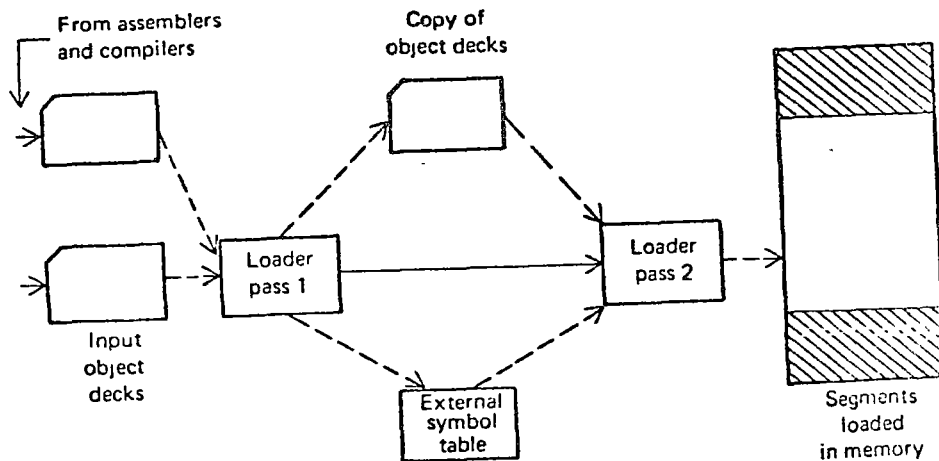 From assemblers
and compilers
Copy of
object decks
Loader
pass 1
Loader
pass 2
Input
object
decks
External
symbol
table
Segments
loaded
in memory